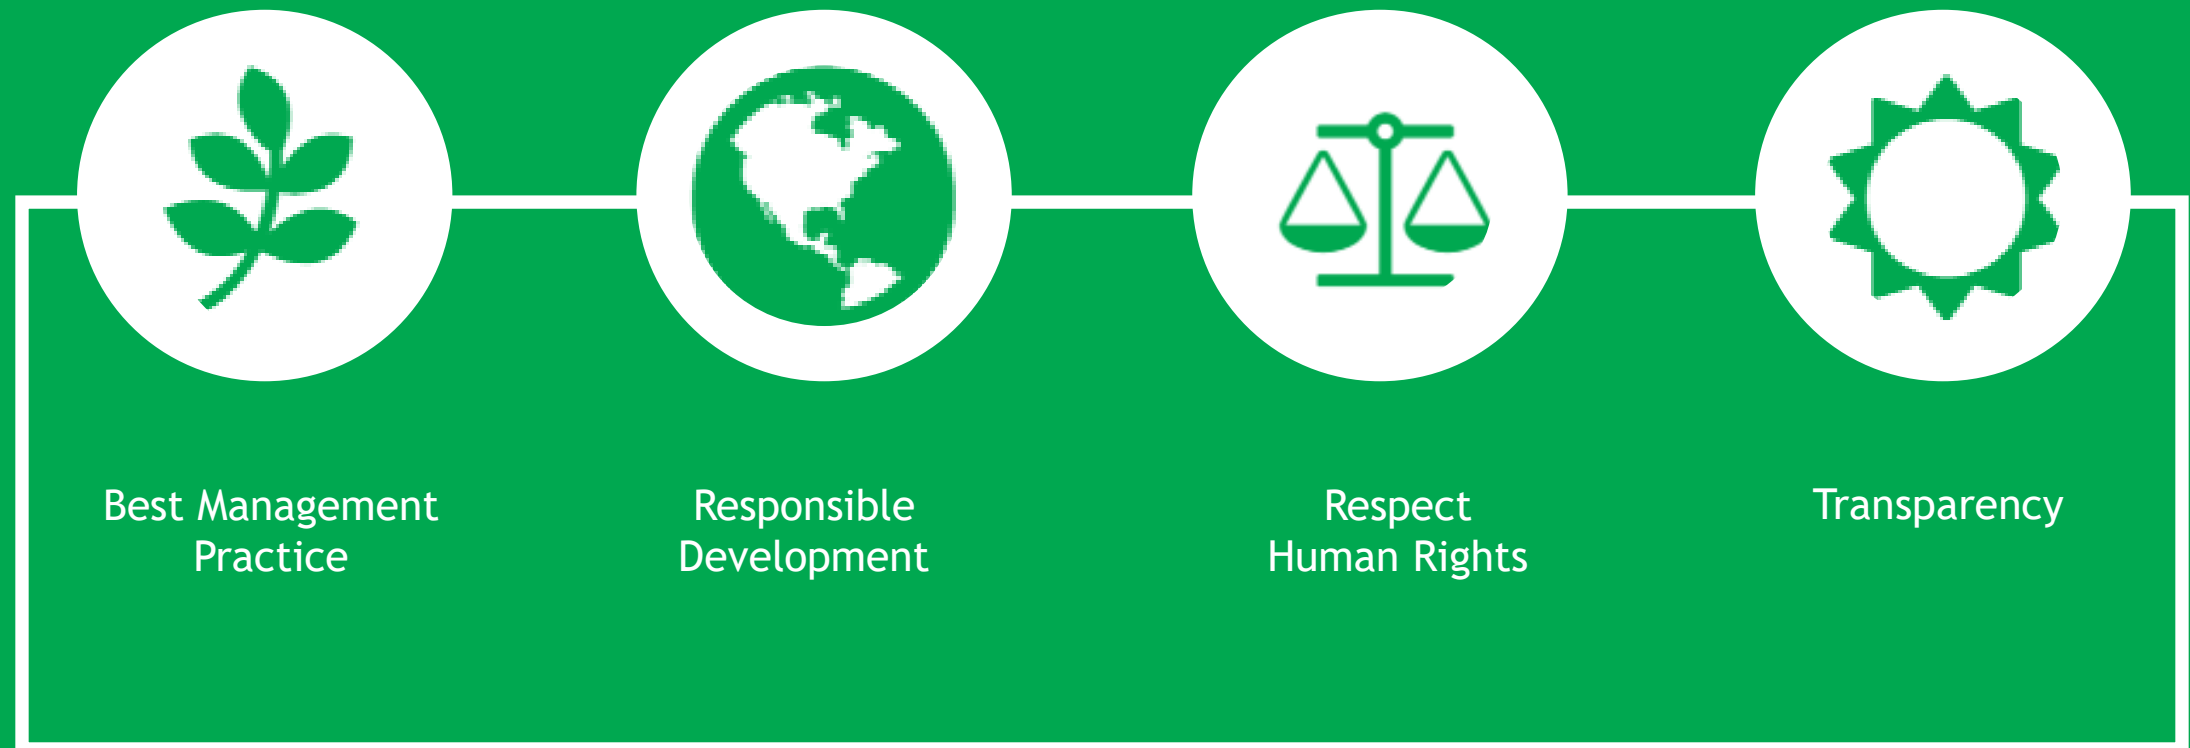 Best Management
Practice
Responsible
Development
Respect
Human Rights
Transparency